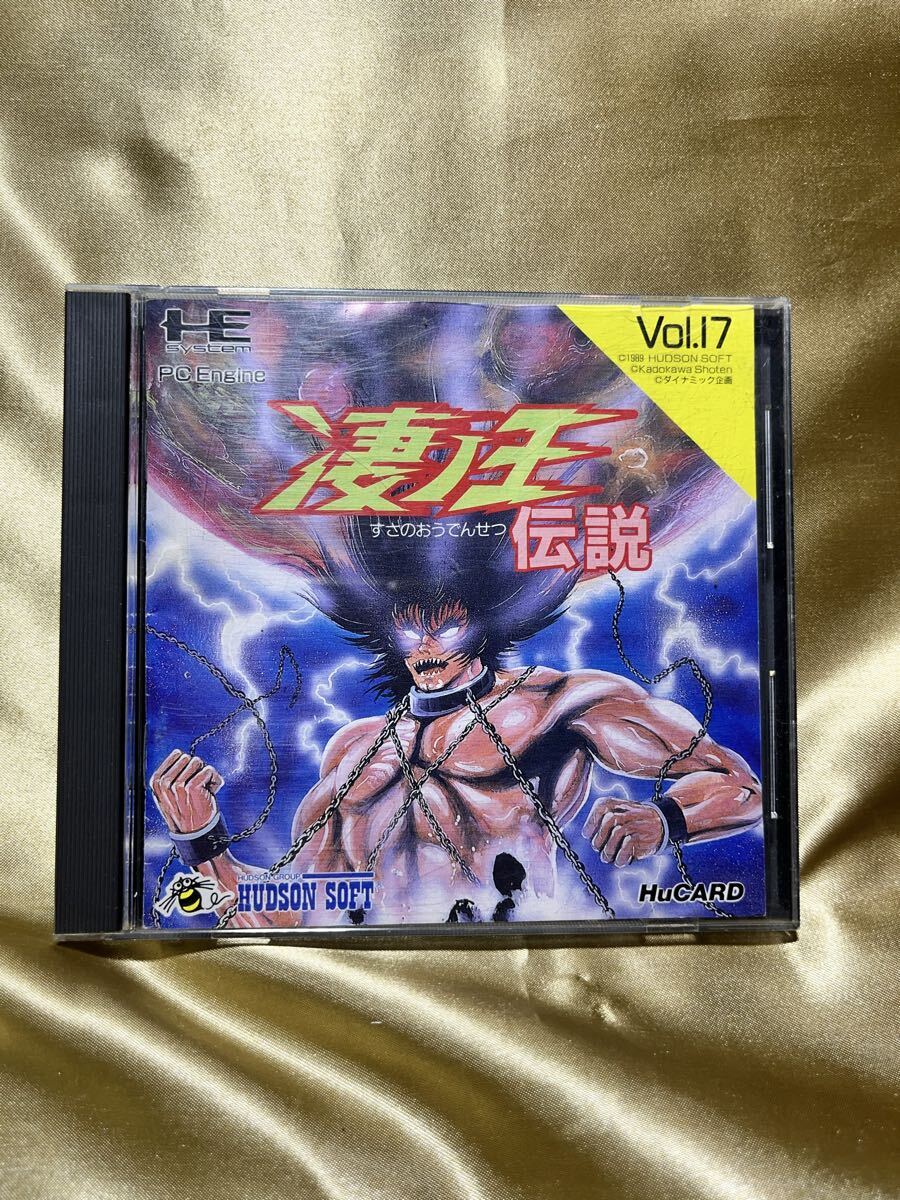 HE
system
PC Engine
Vol.17
©1989 HUDSON SOFT
©Kadokawa Shoten
©ダイナミック企画
凄ノ王
すさのおうでんせつ
伝説
HUDSON GROUP
HUDSON SOFT
HuCARD